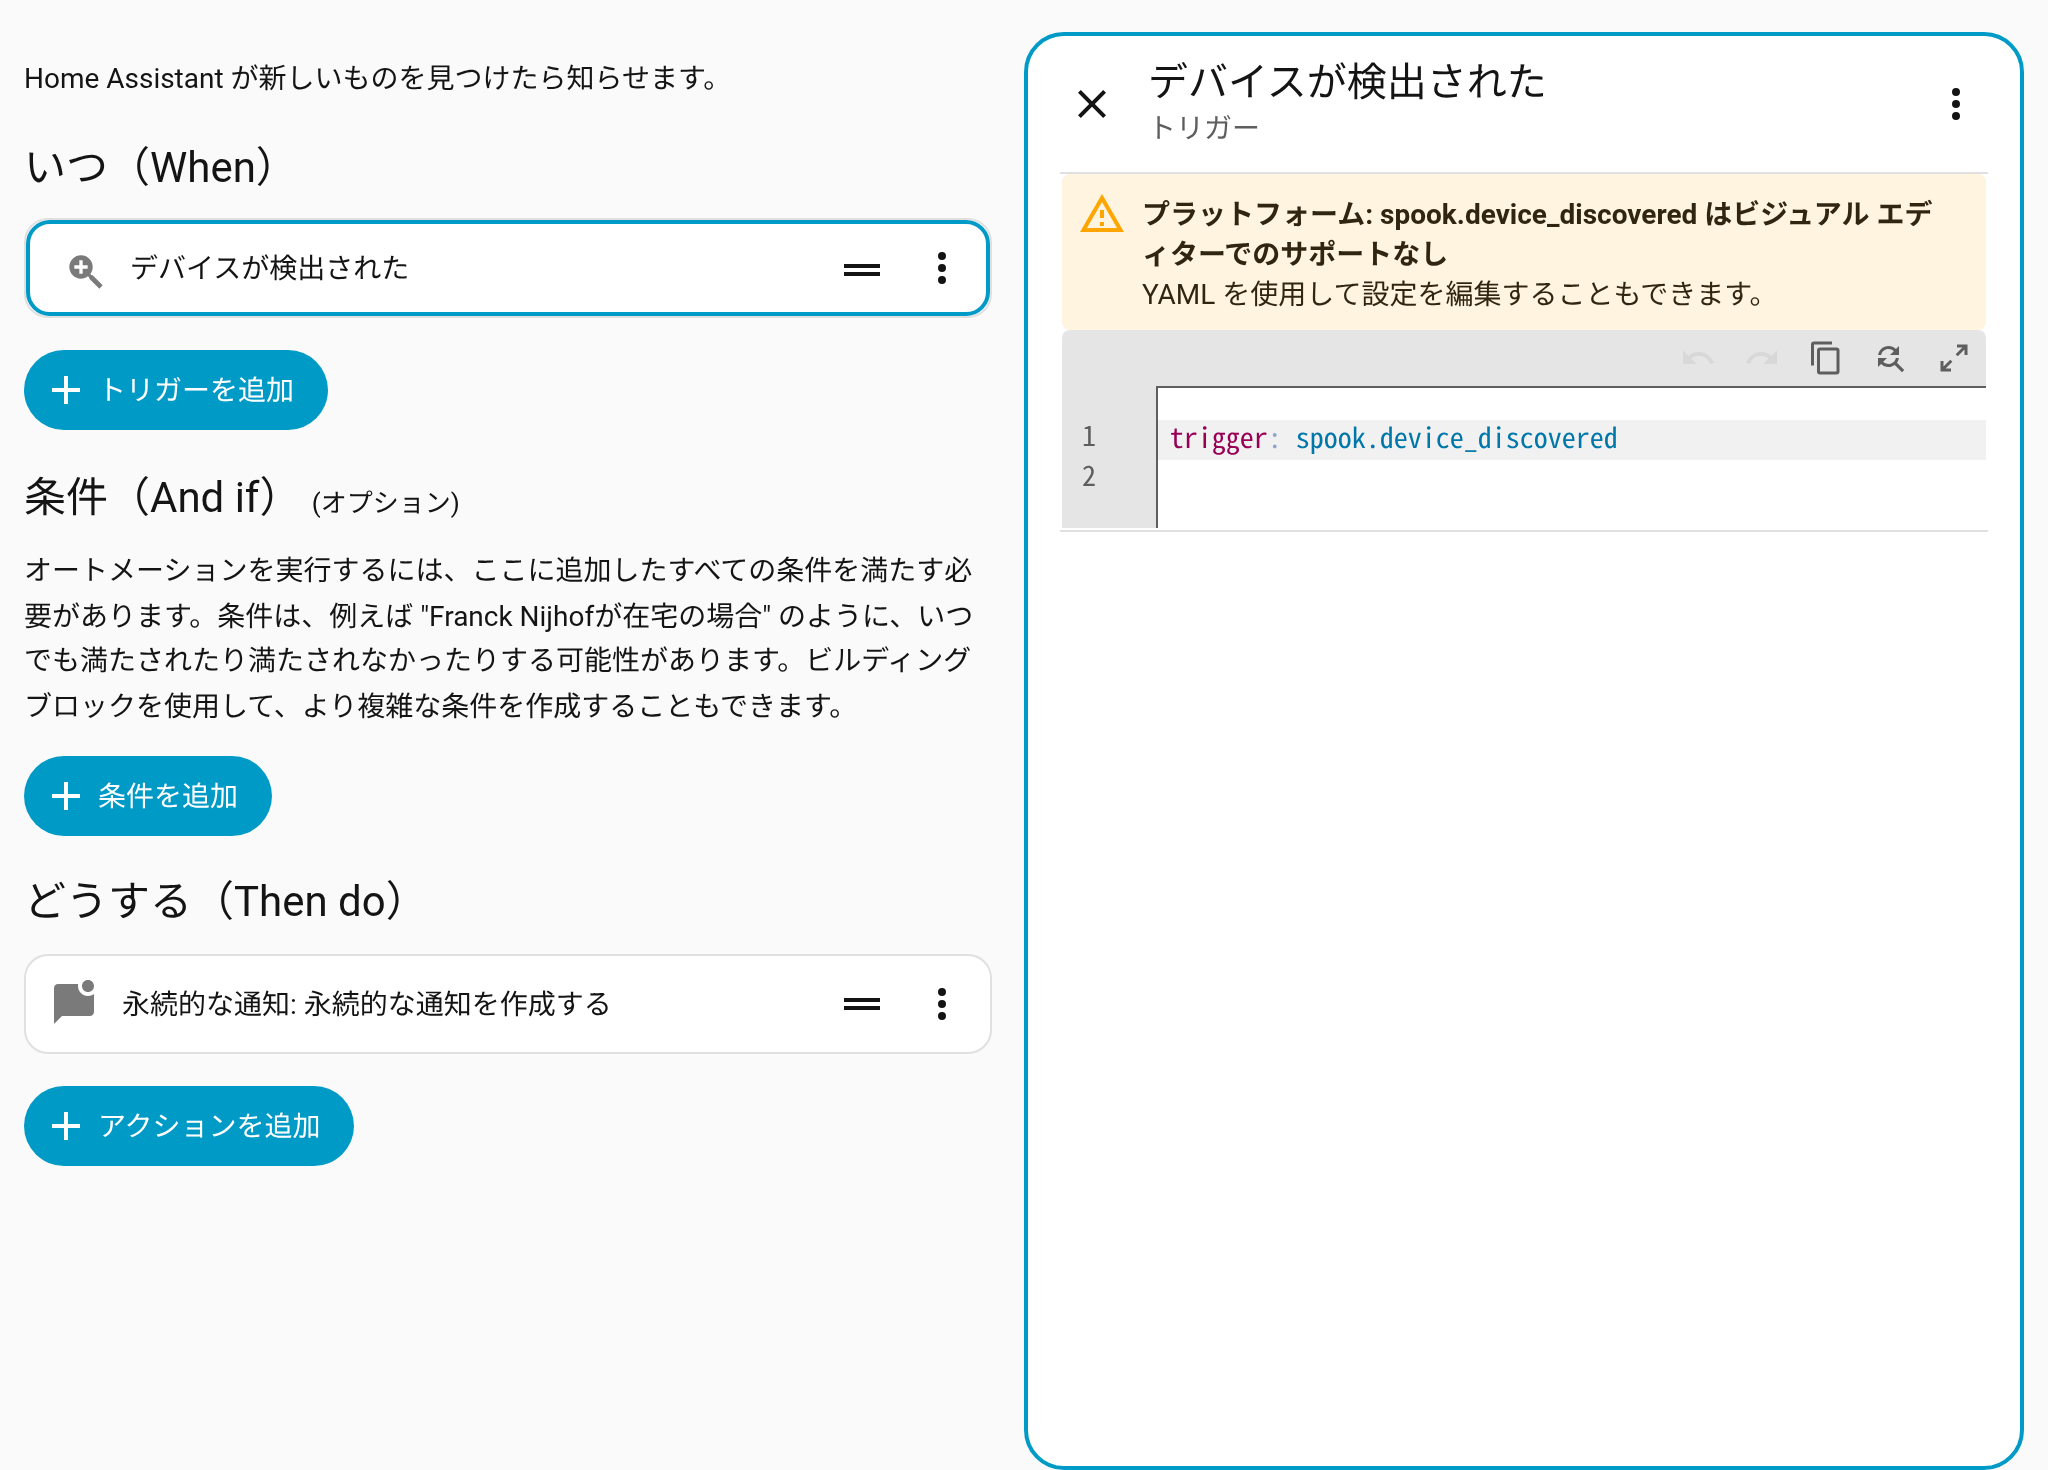 Home Assistant が新しいものを見つけたら知らせます。
いつ（When）
デバイスが検出された
トリガーを追加
条件（And if） (オプション)
オートメーションを実行するには、ここに追加したすべての条件を満たす必
要があります。条件は、例えば "Franck Nijhofが在宅の場合" のように、いつ
でも満たされたり満たされなかったりする可能性があります。ビルディング
ブロックを使用して、より複雑な条件を作成することもできます。
条件を追加
どうする（Then do）
永続的な通知: 永続的な通知を作成する
アクションを追加
デバイスが検出された
トリガー
プラットフォーム: spook.device_discovered はビジュアル エデ
ィターでのサポートなし
YAML を使用して設定を編集することもできます。
1 trigger: spook.device_discovered
2